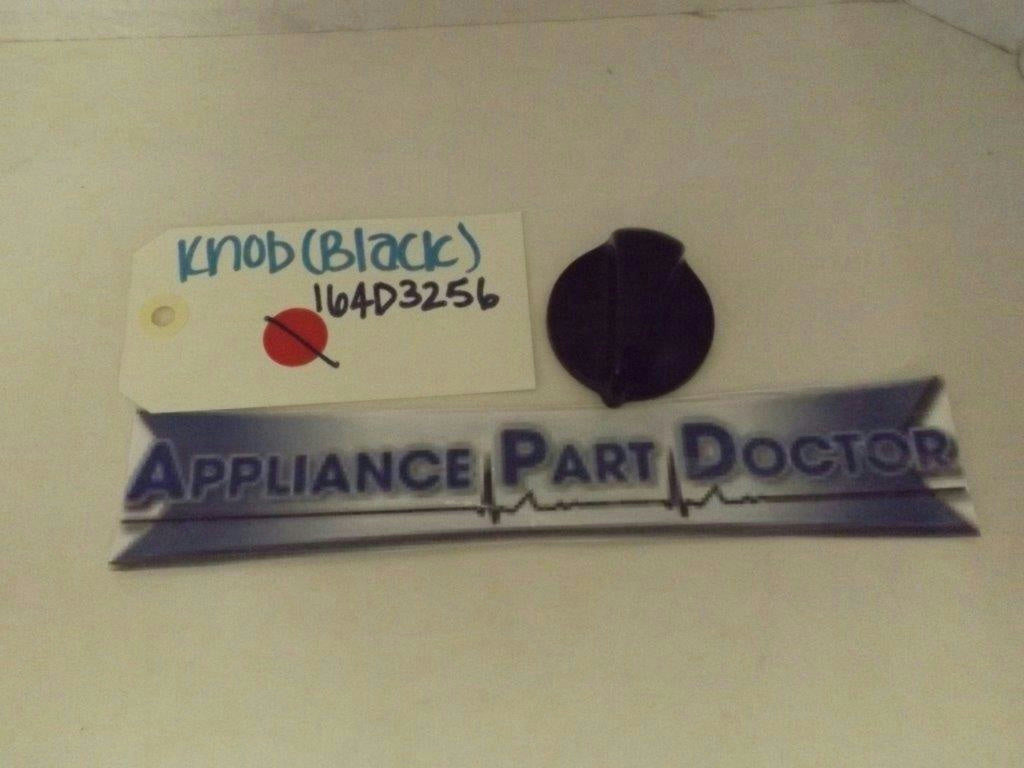 Knob (Black)
164D3256
APPLIANCE PART DOCTOR